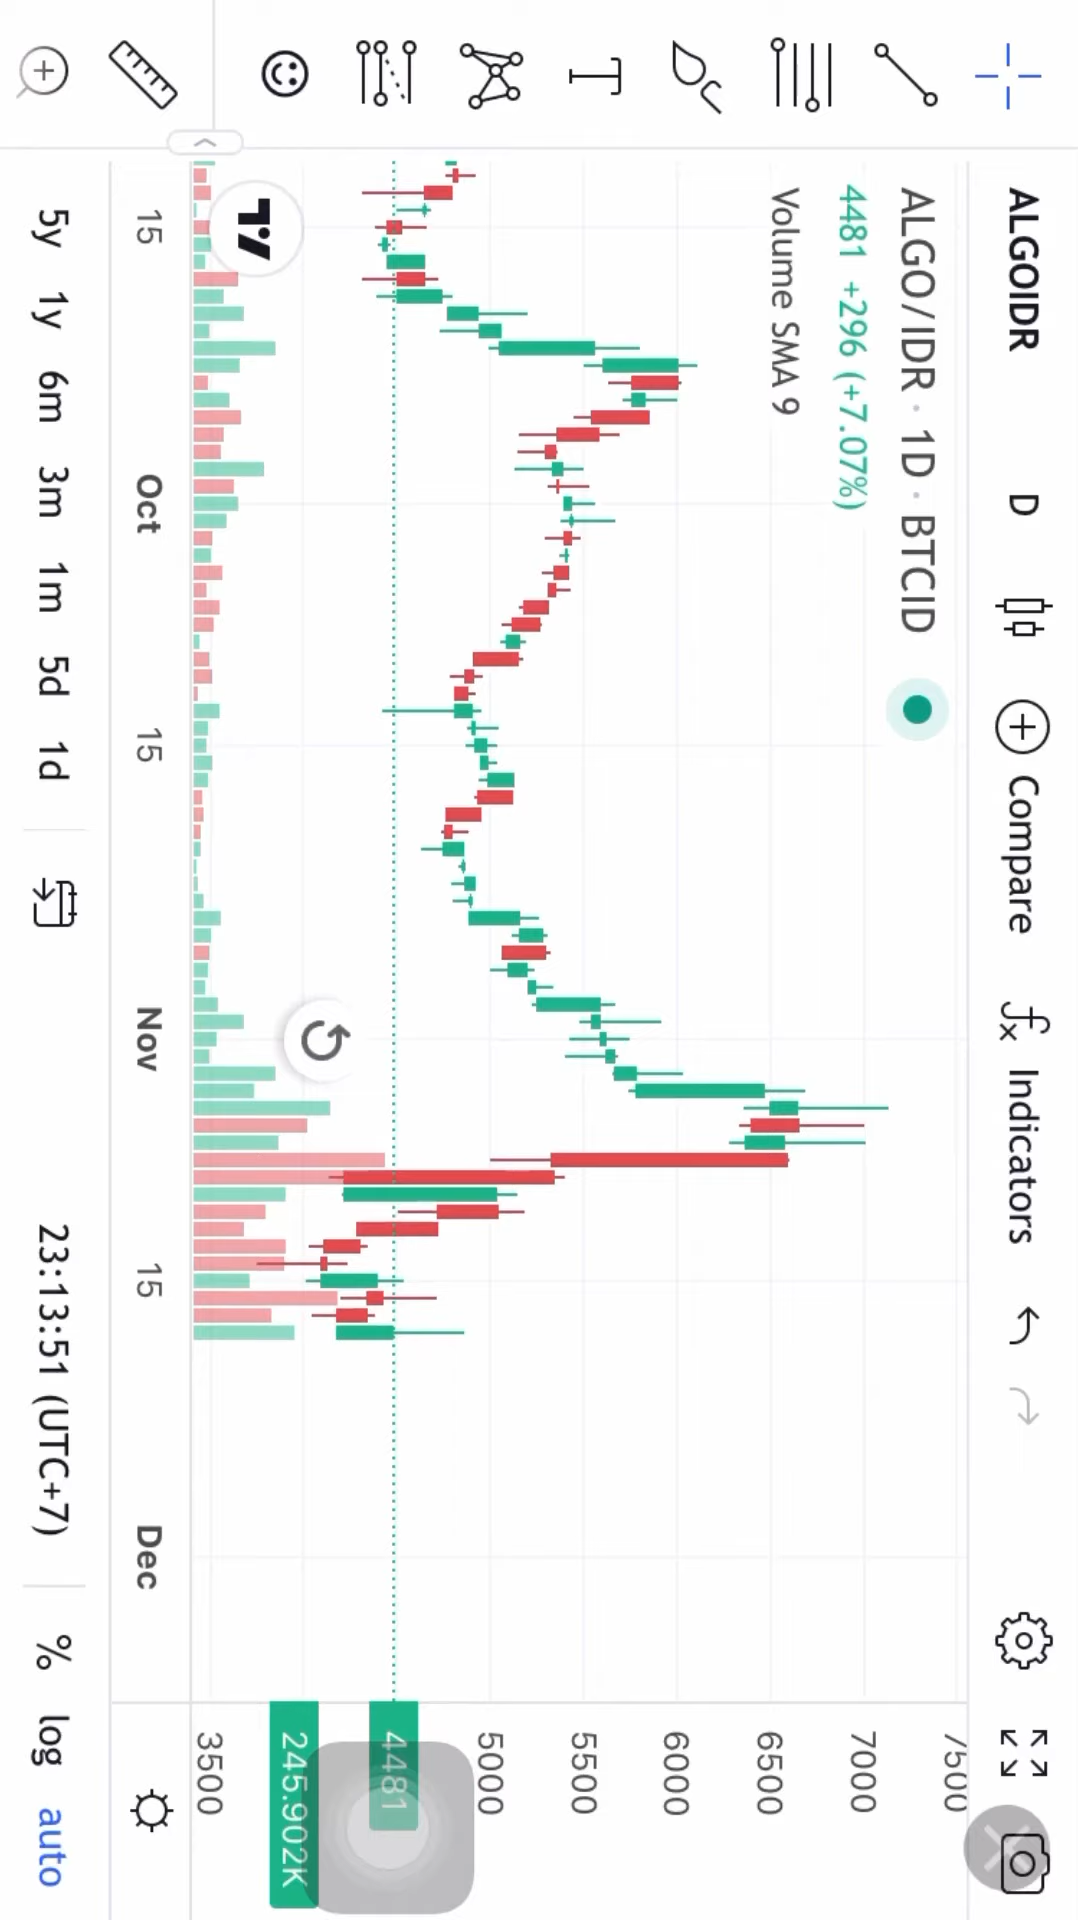 ALGOIDR D Compare Indicators
ALGO/IDR · 1D · BTCID
4481 +296 (+7.07%)
Volume SMA 9
7500
7000
6500
6000
5500
5000
4481
245.902K
3500
15 Oct 15 Nov 15 Dec
5y 1y 6m 3m 1m 5d 1d 23:13:51 (UTC+7) % log auto